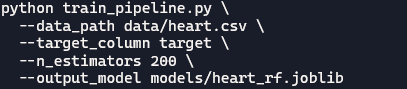 python train_pipeline.py \
  --data_path data/heart.csv \
  --target_column target \
  --n_estimators 200 \
  --output_model models/heart_rf.joblib